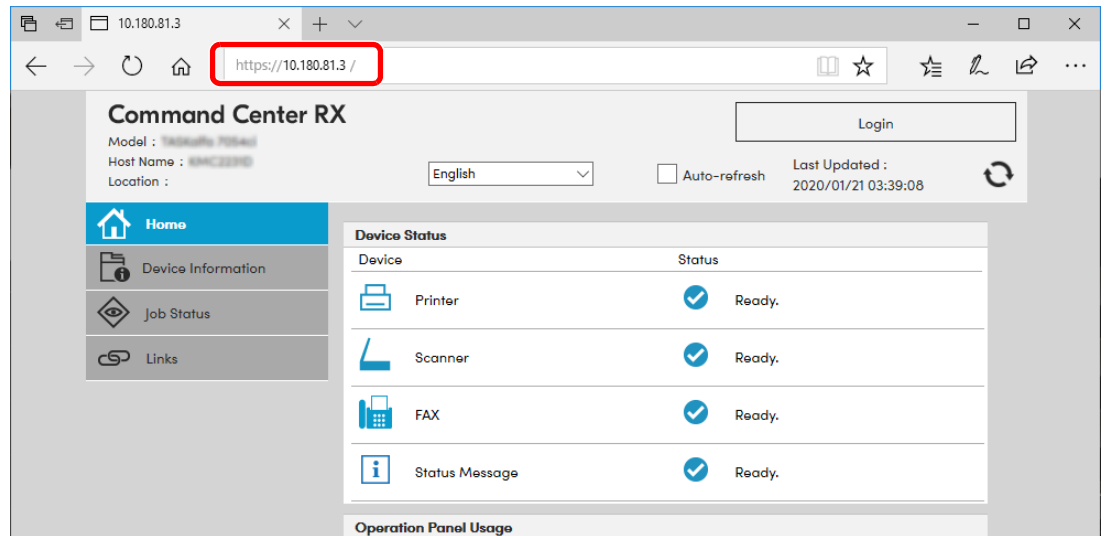 10.180.81.3
https://10.180.81.3 /
Command Center RX
Login
Model :
Host Name :
Location :
English
Auto-refresh
Last Updated :
2020/01/21 03:39:08
Home
Device Information
Job Status
Links
Device Status
Device Status
Printer Ready.
Scanner Ready.
FAX Ready.
Status Message Ready.
Operation Panel Usage